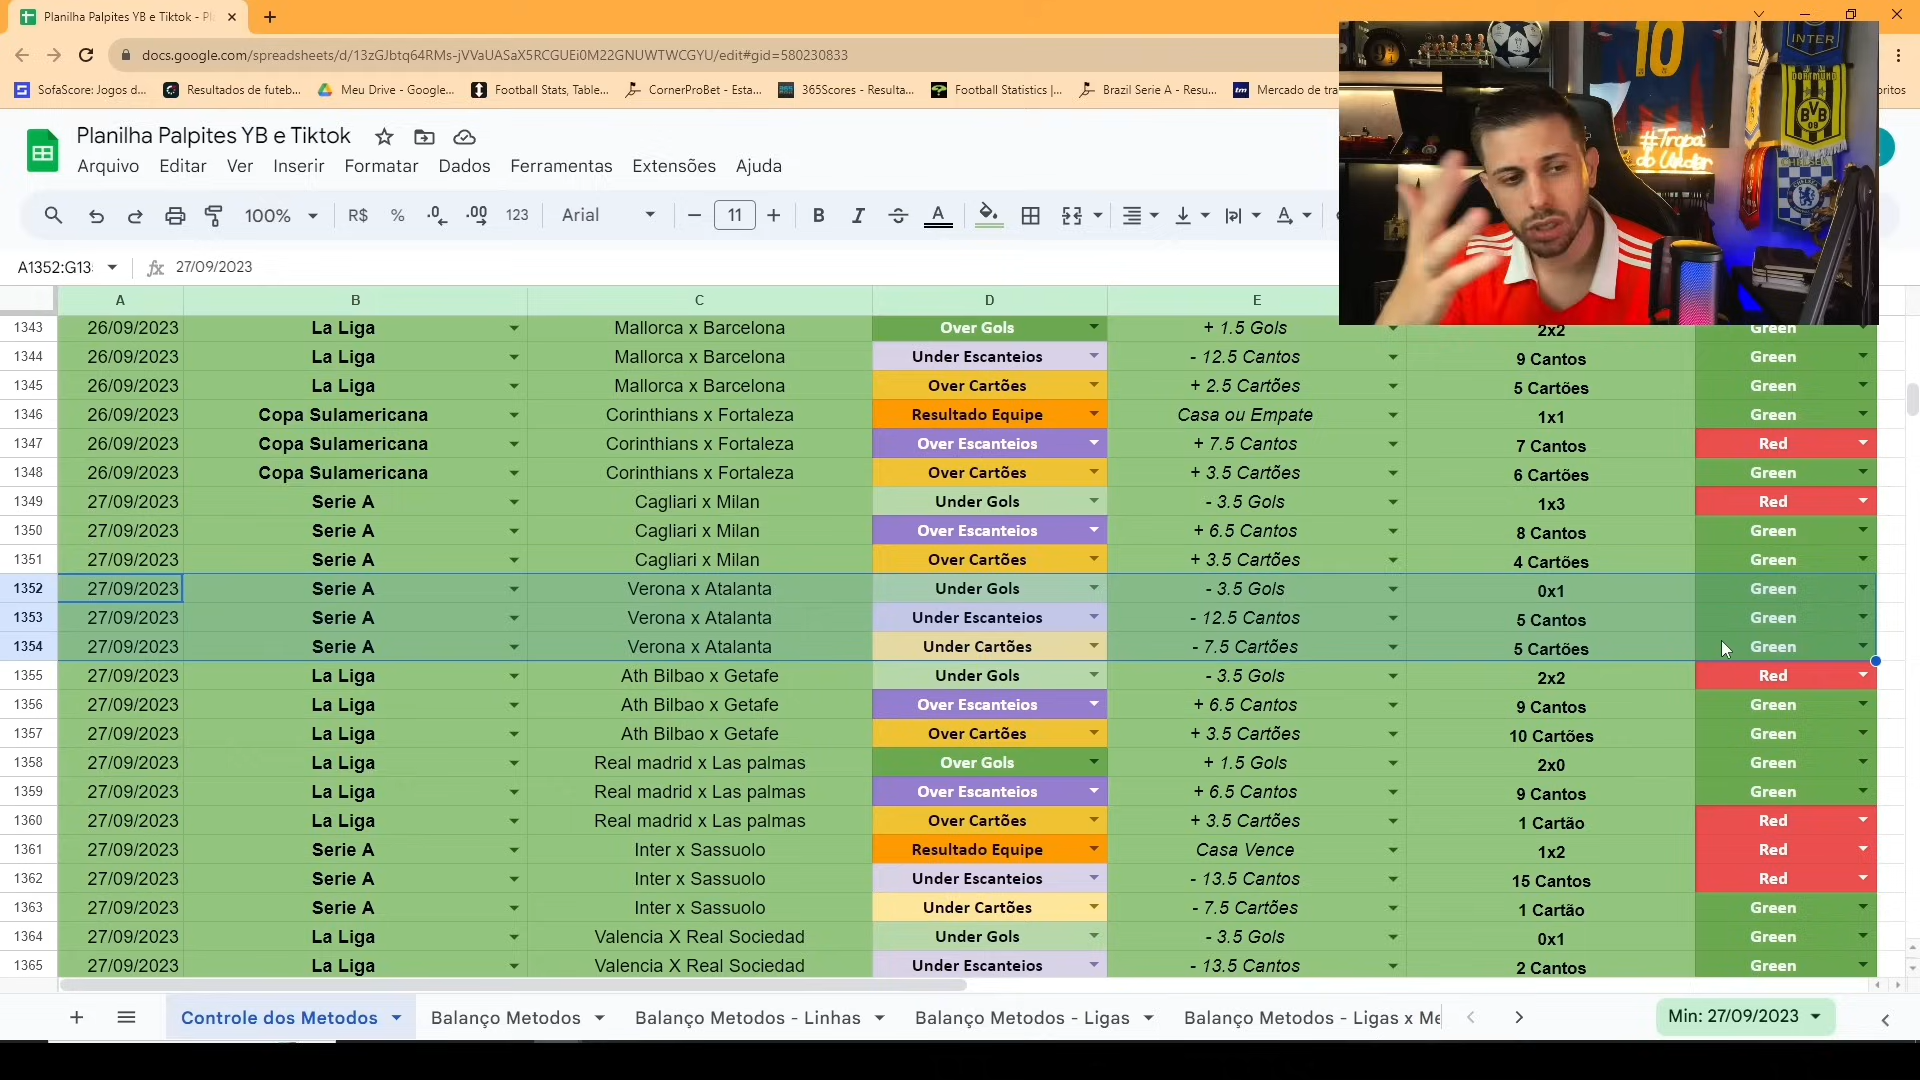 Planilha Palpites YB e Tiktok - Pl
docs.google.com/spreadsheets/d/13zGJbtq64RMs-jVVaUASaX5RCGUEi0M22GNUWTWCGYU/edit#gid=580230833
SofaScore: Jogos d... Resultados de futeb... Meu Drive - Google... Football Stats, Table... CornerProBet - Esta... 365Scores - Resulta... Football Statistics |... Brazil Serie A - Resu... Mercado de tra
Planilha Palpites YB e Tiktok
Arquivo Editar Ver Inserir Formatar Dados Ferramentas Extensões Ajuda
100% R$ % .0 .00 123 Arial 11 B I A
INTER
10
#Tropa
do
BVB
09
CHELSEA
A1352:G13 fx 27/09/2023
A B C D E
1343 26/09/2023 La Liga Mallorca x Barcelona Over Gols + 1.5 Gols 2x2 Green
1344 26/09/2023 La Liga Mallorca x Barcelona Under Escanteios - 12.5 Cantos 9 Cantos Green
1345 26/09/2023 La Liga Mallorca x Barcelona Over Cartões + 2.5 Cartões 5 Cartões Green
1346 26/09/2023 Copa Sulamericana Corinthians x Fortaleza Resultado Equipe Casa ou Empate 1x1 Green
1347 26/09/2023 Copa Sulamericana Corinthians x Fortaleza Over Escanteios + 7.5 Cantos 7 Cantos Red
1348 26/09/2023 Copa Sulamericana Corinthians x Fortaleza Over Cartões + 3.5 Cartões 6 Cartões Green
1349 27/09/2023 Serie A Cagliari x Milan Under Gols - 3.5 Gols 1x3 Red
1350 27/09/2023 Serie A Cagliari x Milan Over Escanteios + 6.5 Cantos 8 Cantos Green
1351 27/09/2023 Serie A Cagliari x Milan Over Cartões + 3.5 Cartões 4 Cartões Green
1352 27/09/2023 Serie A Verona x Atalanta Under Gols - 3.5 Gols 0x1 Green
1353 27/09/2023 Serie A Verona x Atalanta Under Escanteios - 12.5 Cantos 5 Cantos Green
1354 27/09/2023 Serie A Verona x Atalanta Under Cartões - 7.5 Cartões 5 Cartões Green
1355 27/09/2023 La Liga Ath Bilbao x Getafe Under Gols - 3.5 Gols 2x2 Red
1356 27/09/2023 La Liga Ath Bilbao x Getafe Over Escanteios + 6.5 Cantos 9 Cantos Green
1357 27/09/2023 La Liga Ath Bilbao x Getafe Over Cartões + 3.5 Cartões 10 Cartões Green
1358 27/09/2023 La Liga Real madrid x Las palmas Over Gols + 1.5 Gols 2x0 Green
1359 27/09/2023 La Liga Real madrid x Las palmas Over Escanteios + 6.5 Cantos 9 Cantos Green
1360 27/09/2023 La Liga Real madrid x Las palmas Over Cartões + 3.5 Cartões 1 Cartão Red
1361 27/09/2023 Serie A Inter x Sassuolo Resultado Equipe Casa Vence 1x2 Red
1362 27/09/2023 Serie A Inter x Sassuolo Under Escanteios - 13.5 Cantos 15 Cantos Red
1363 27/09/2023 Serie A Inter x Sassuolo Under Cartões - 7.5 Cartões 1 Cartão Green
1364 27/09/2023 La Liga Valencia X Real Sociedad Under Gols - 3.5 Gols 0x1 Green
1365 27/09/2023 La Liga Valencia X Real Sociedad Under Escanteios - 13.5 Cantos 2 Cantos Green
Controle dos Metodos Balanço Metodos Balanço Metodos - Linhas Balanço Metodos - Ligas Balanço Metodos - Ligas x Me Min: 27/09/2023